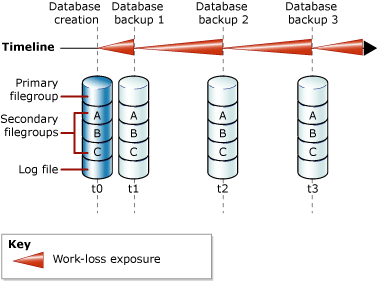 Database creation
Database backup 1
Database backup 2
Database backup 3
Timeline
Primary filegroup
Secondary filegroups
Log file
A
B
C
A
B
C
A
B
C
A
B
C
t0
t1
t2
t3
Key
Work-loss exposure